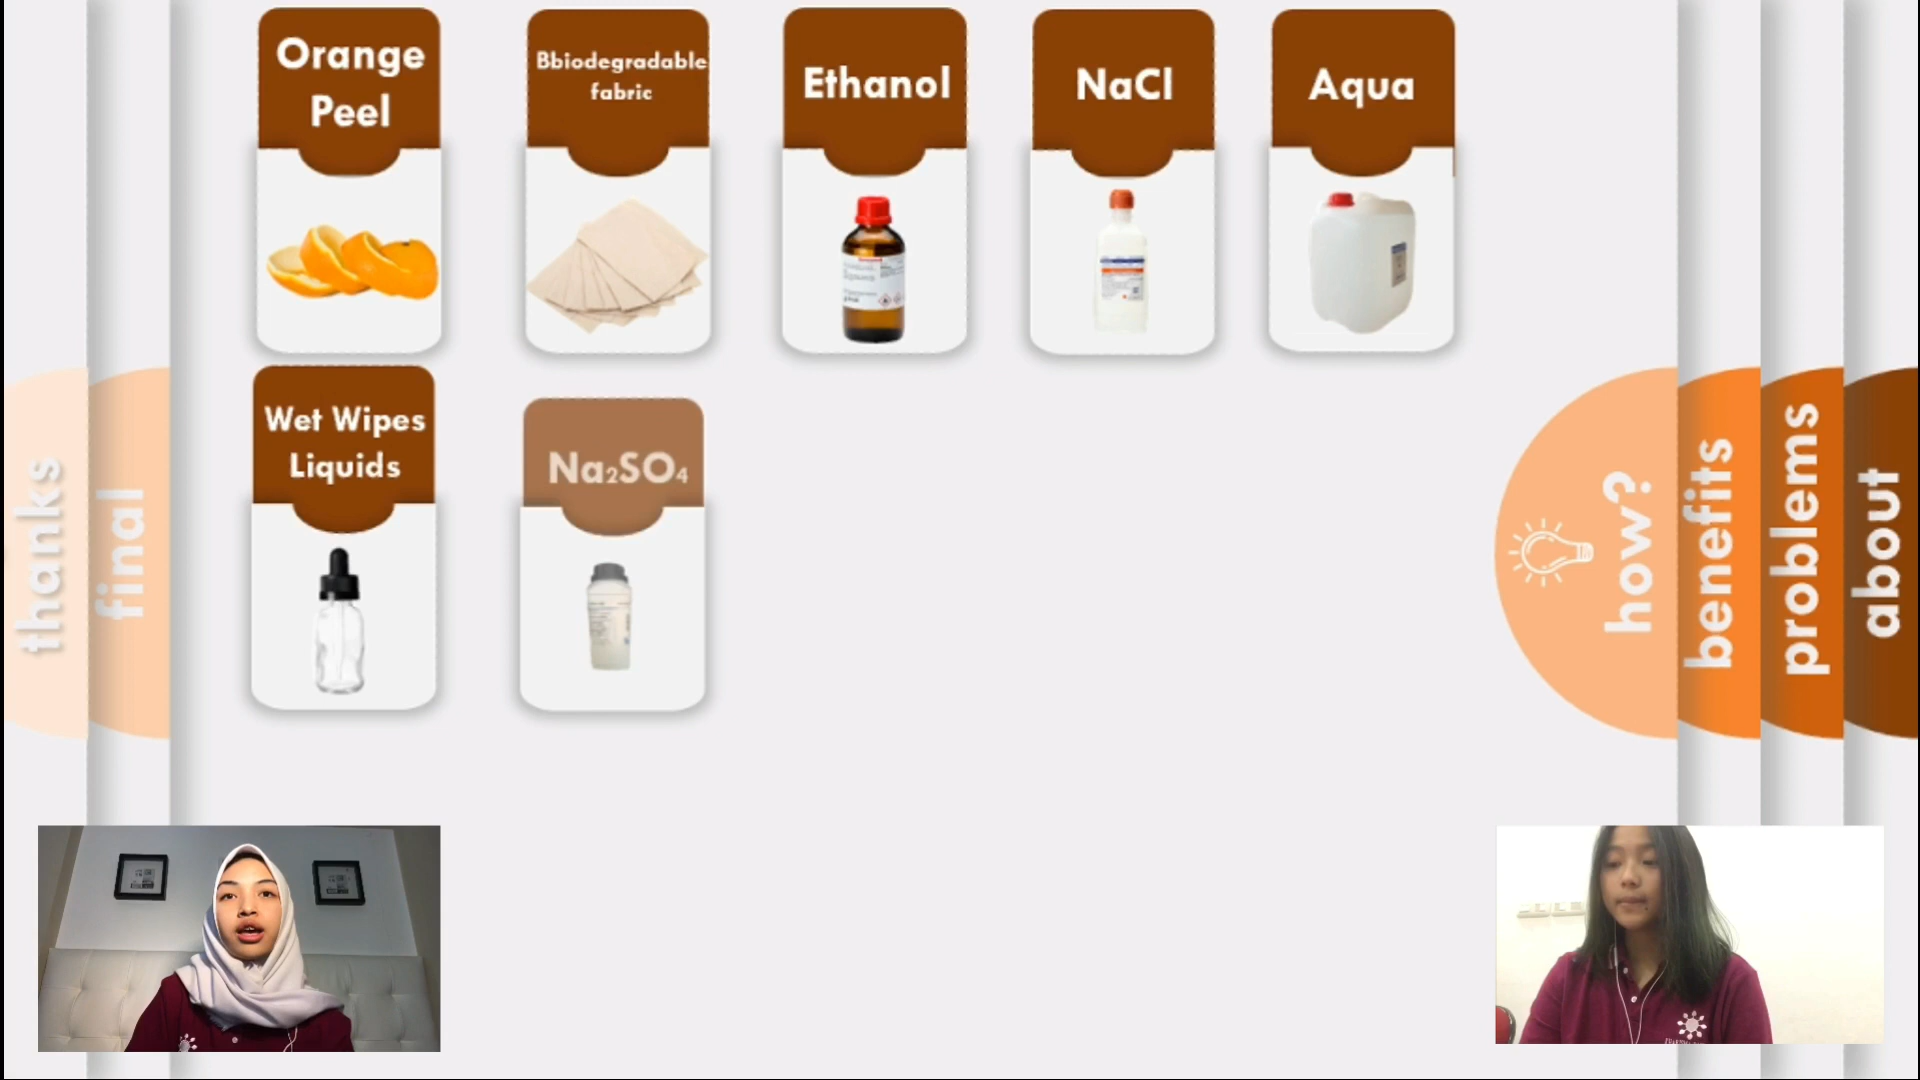 Orange
Peel
Bbiodegradable
fabric
Ethanol
NaCl
Aqua
Wet Wipes
Liquids
Na₂SO₄
thanks
final
how?
benefits
problems
about